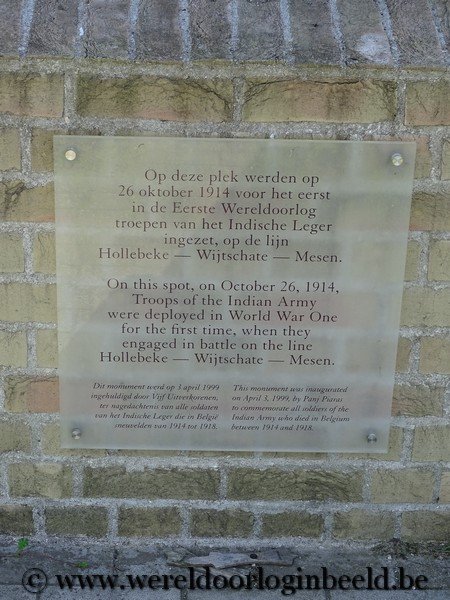 Op deze plek werden op
26 oktober 1914 voor het eerst
in de Eerste Wereldoorlog
troepen van het Indische Leger
ingezet, op de lijn
Hollebeke — Wijtschate — Mesen.
On this spot, on October 26, 1914,
Troops of the Indian Army
were deployed in World War One
for the first time, when they
engaged in battle on the line
Hollebeke — Wijtschate — Mesen.
Dit monument werd op 3 april 1999
ingehuldigd door Vijf Uitverkorenen,
ter nagedachtenis van alle soldaten
van het Indische Leger die in België
sneuvelden van 1914 tot 1918.
This monument was inaugurated
on April 3, 1999, by Panj Piaras
to commemorate all soldiers of the
Indian Army who died in Belgium
between 1914 and 1918.
© www.wereldoorloginbeeld.be